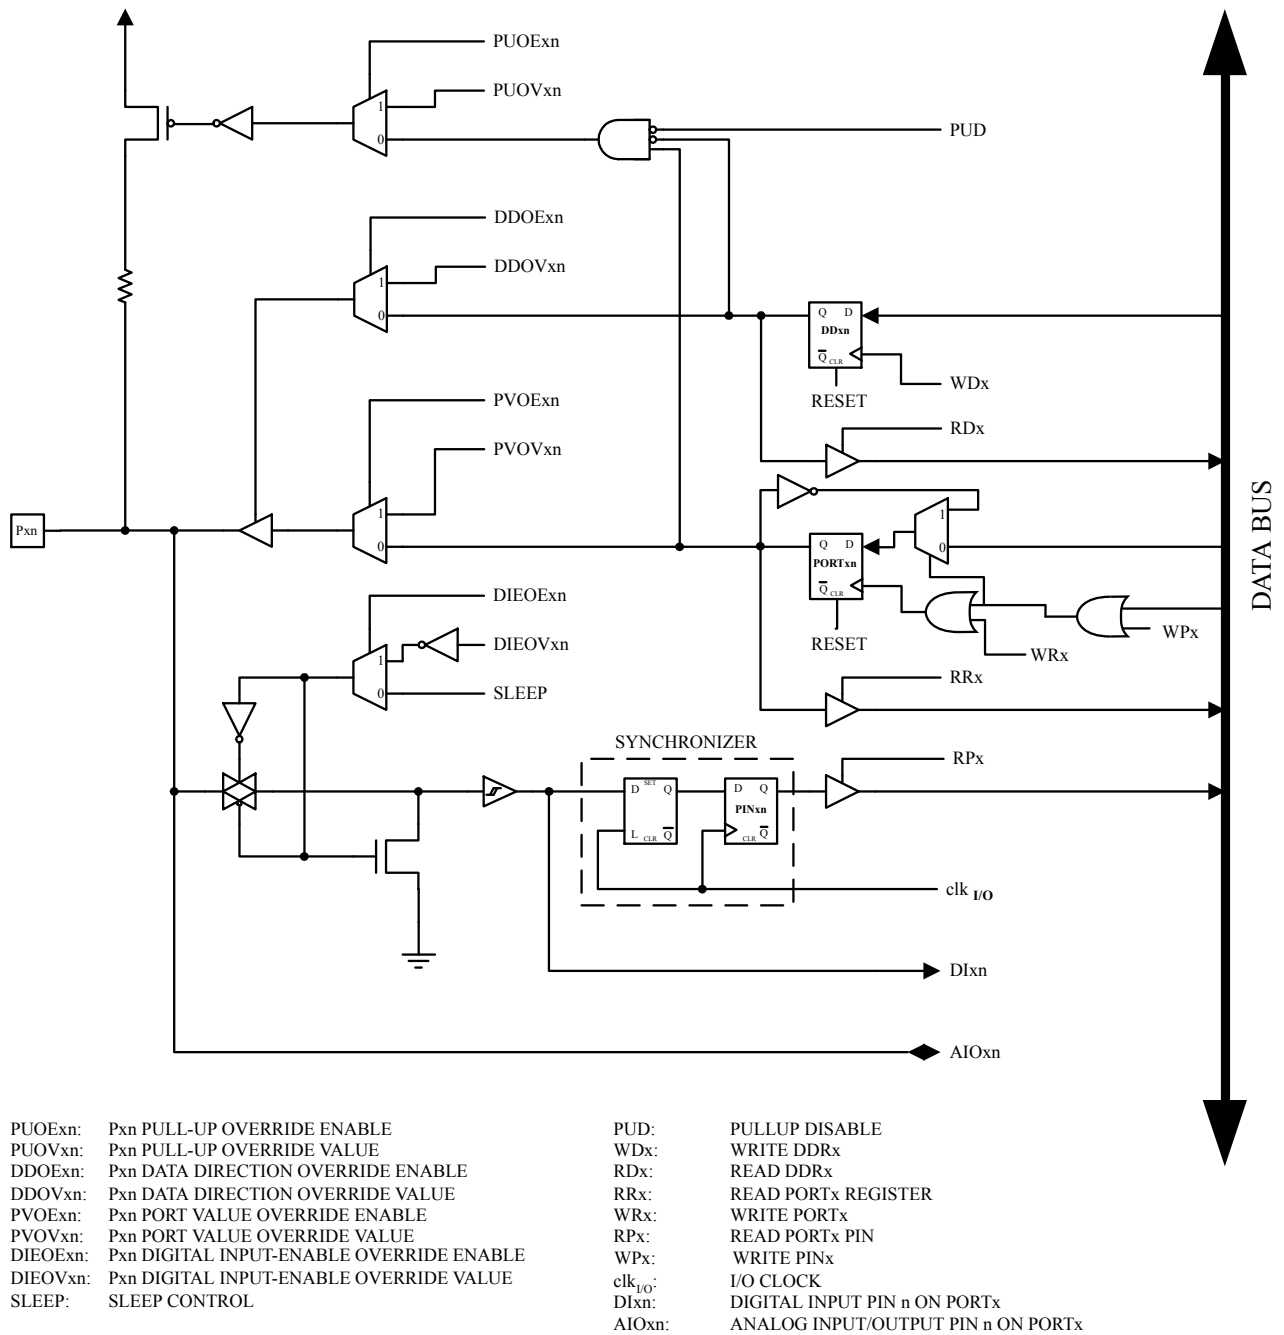 PUOExn
PUOVxn
1
0
PUD
DDOExn
DDOVxn
1
0
Q D
DDxn
Q CLR
WDx
RESET
RDx
PVOExn
PVOVxn
1
0
Pxn
1
0
Q D
PORTxn
Q CLR
RESET
WRx
WPx
DATA BUS
DIEOExn
DIEOVxn
1
0
SLEEP
RRx
SYNCHRONIZER
RPx
D SET Q
L CLR Q
D Q
PINxn
CLR Q
clk I/O
DIxn
AIOxn
PUOExn: Pxn PULL-UP OVERRIDE ENABLE
PUOVxn: Pxn PULL-UP OVERRIDE VALUE
DDOExn: Pxn DATA DIRECTION OVERRIDE ENABLE
DDOVxn: Pxn DATA DIRECTION OVERRIDE VALUE
PVOExn: Pxn PORT VALUE OVERRIDE ENABLE
PVOVxn: Pxn PORT VALUE OVERRIDE VALUE
DIEOExn: Pxn DIGITAL INPUT-ENABLE OVERRIDE ENABLE
DIEOVxn: Pxn DIGITAL INPUT-ENABLE OVERRIDE VALUE
SLEEP: SLEEP CONTROL
PUD: PULLUP DISABLE
WDx: WRITE DDRx
RDx: READ DDRx
RRx: READ PORTx REGISTER
WRx: WRITE PORTx
RPx: READ PORTx PIN
WPx: WRITE PINx
clkI/O: I/O CLOCK
DIxn: DIGITAL INPUT PIN n ON PORTx
AIOxn: ANALOG INPUT/OUTPUT PIN n ON PORTx